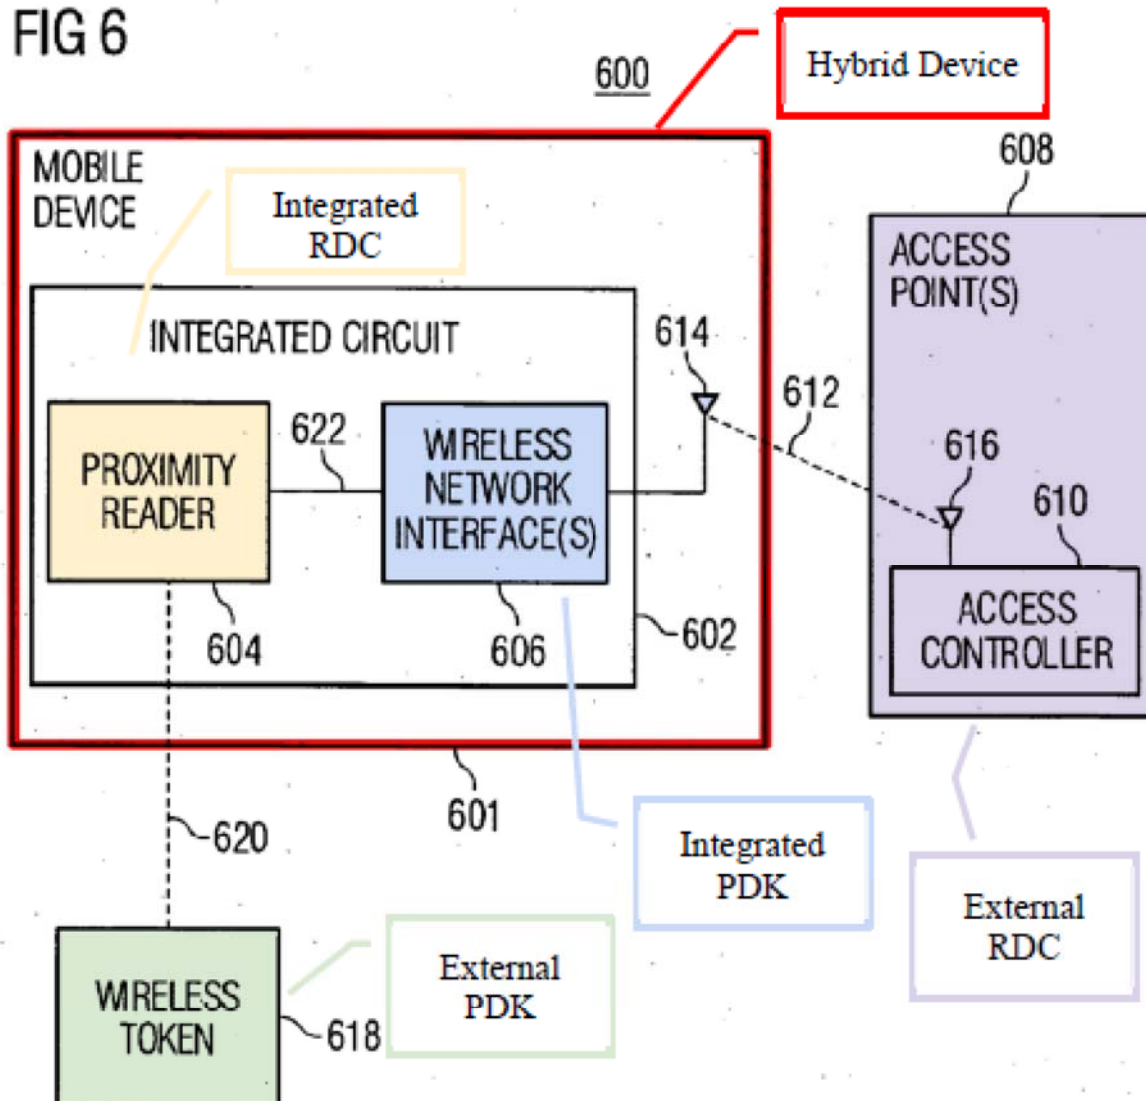 FIG 6
600
Hybrid Device
608
MOBILE
DEVICE
Integrated
RDC
ACCESS
POINT(S)
INTEGRATED CIRCUIT
614
612
622
PROXIMITY
READER
WIRELESS
NETWORK
INTERFACE(S)
616
610
604
606
602
ACCESS
CONTROLLER
601
620
Integrated
PDK
External
RDC
External
PDK
WIRELESS
TOKEN
618